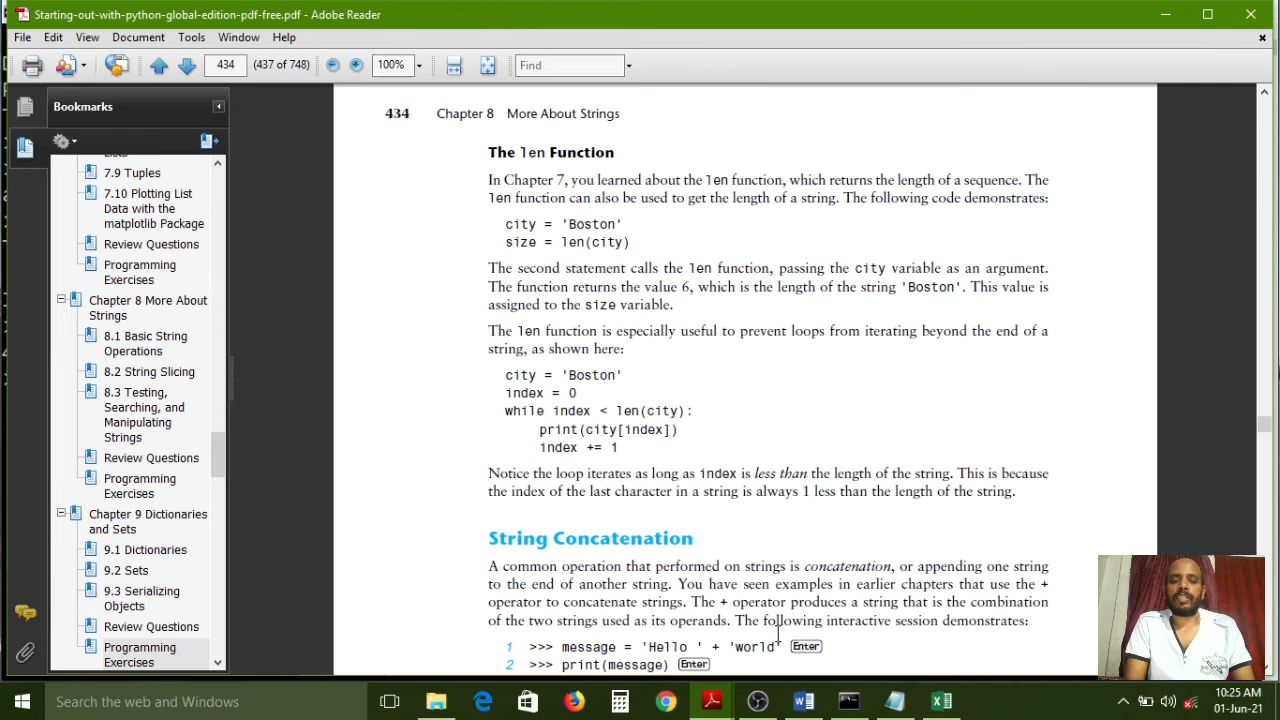 Starting-out-with-python-global-edition-pdf-free.pdf - Adobe Reader
File Edit View Document Tools Window Help
434 (437 of 748) 100% Find
Bookmarks
7.9 Tuples
7.10 Plotting List
Data with the
matplotlib Package
Review Questions
Programming
Exercises
Chapter 8 More About
Strings
8.1 Basic String
Operations
8.2 String Slicing
8.3 Testing,
Searching, and
Manipulating
Strings
Review Questions
Programming
Exercises
Chapter 9 Dictionaries
and Sets
9.1 Dictionaries
9.2 Sets
9.3 Serializing
Objects
Review Questions
Programming
Exercises
434 Chapter 8 More About Strings
The len Function
In Chapter 7, you learned about the len function, which returns the length of a sequence. The
len function can also be used to get the length of a string. The following code demonstrates:
city = 'Boston'
size = len(city)
The second statement calls the len function, passing the city variable as an argument.
The function returns the value 6, which is the length of the string 'Boston'. This value is
assigned to the size variable.
The len function is especially useful to prevent loops from iterating beyond the end of a
string, as shown here:
city = 'Boston'
index = 0
while index < len(city):
print(city[index])
index += 1
Notice the loop iterates as long as index is less than the length of the string. This is because
the index of the last character in a string is always 1 less than the length of the string.
String Concatenation
A common operation that performed on strings is concatenation, or appending one string
to the end of another string. You have seen examples in earlier chapters that use the +
operator to concatenate strings. The + operator produces a string that is the combination
of the two strings used as its operands. The following interactive session demonstrates:
1 >>> message = 'Hello ' + 'world' Enter
2 >>> print(message) Enter
Search the web and Windows
10:25 AM
01-Jun-21